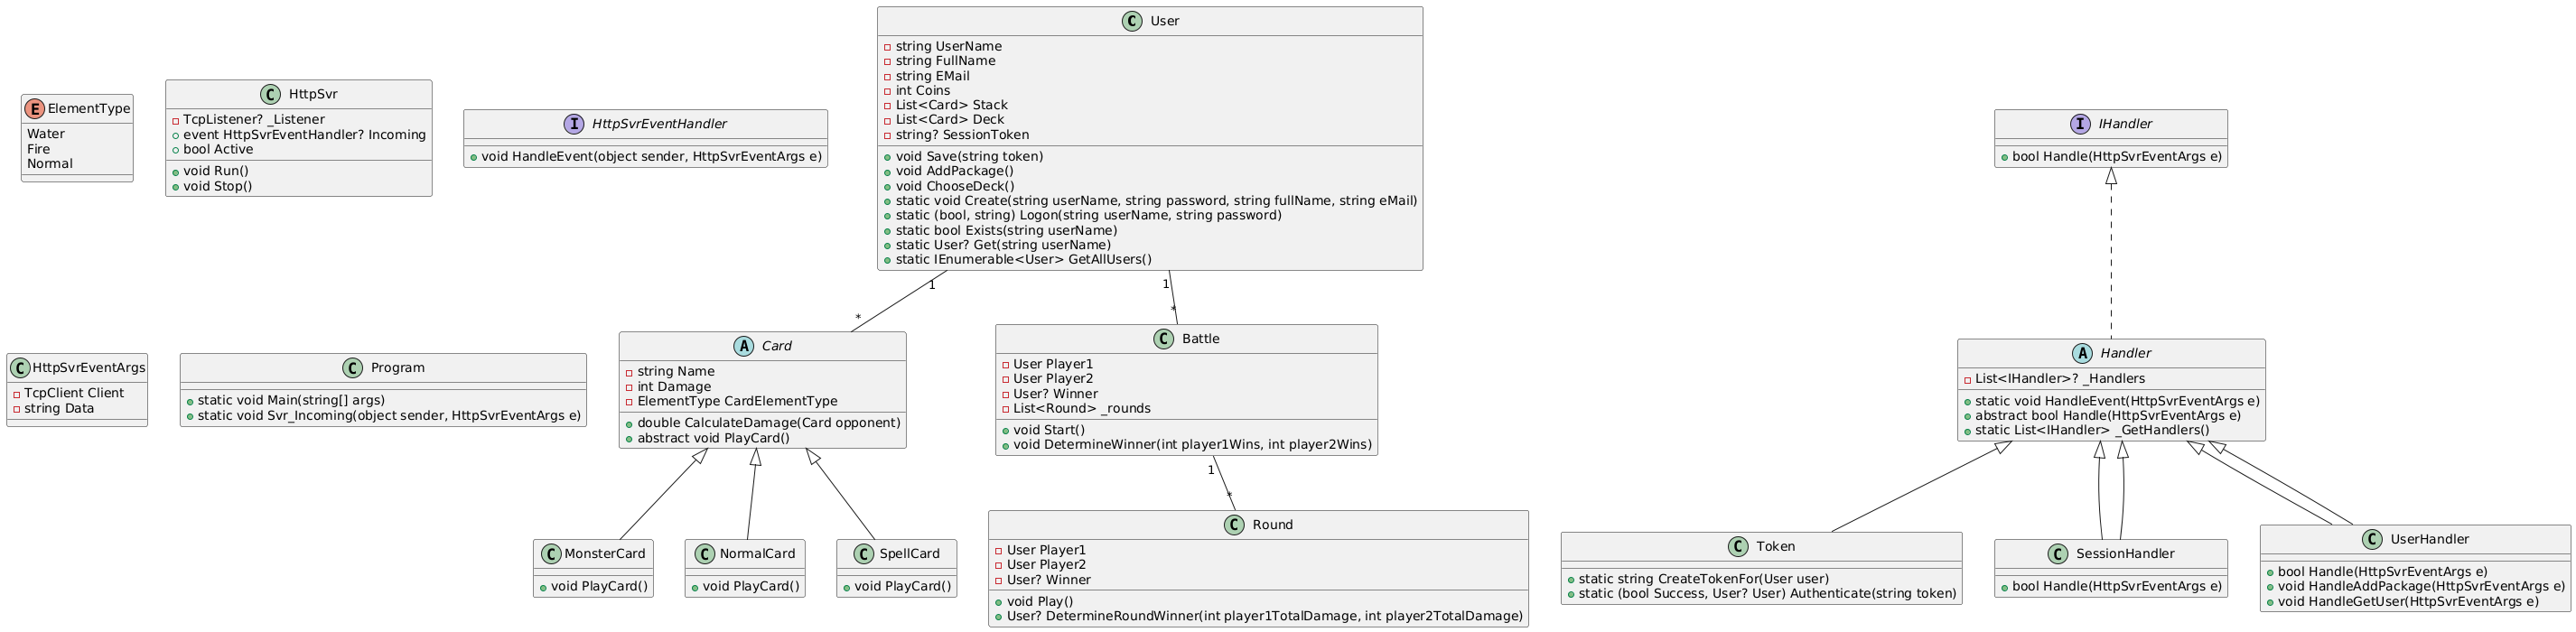 C User
string UserName
string FullName
string EMail
int Coins
List<Card> Stack
List<Card> Deck
string? SessionToken
void Save(string token)
void AddPackage()
void ChooseDeck()
static void Create(string userName, string password, string fullName, string eMail)
static (bool, string) Logon(string userName, string password)
static bool Exists(string userName)
static User? Get(string userName)
static IEnumerable<User> GetAllUsers()
E ElementType
Water
Fire
Normal
C HttpSvr
TcpListener? _Listener
event HttpSvrEventHandler? Incoming
bool Active
void Run()
void Stop()
I HttpSvrEventHandler
void HandleEvent(object sender, HttpSvrEventArgs e)
I IHandler
bool Handle(HttpSvrEventArgs e)
1
*
1
*
C HttpSvrEventArgs
TcpClient Client
string Data
C Program
static void Main(string[] args)
static void Svr_Incoming(object sender, HttpSvrEventArgs e)
A Card
string Name
int Damage
ElementType CardElementType
double CalculateDamage(Card opponent)
abstract void PlayCard()
C Battle
User Player1
User Player2
User? Winner
List<Round> _rounds
void Start()
void DetermineWinner(int player1Wins, int player2Wins)
A Handler
List<IHandler>? _Handlers
static void HandleEvent(HttpSvrEventArgs e)
abstract bool Handle(HttpSvrEventArgs e)
static List<IHandler> _GetHandlers()
1
*
C MonsterCard
void PlayCard()
C NormalCard
void PlayCard()
C SpellCard
void PlayCard()
C Round
User Player1
User Player2
User? Winner
void Play()
User? DetermineRoundWinner(int player1TotalDamage, int player2TotalDamage)
C Token
static string CreateTokenFor(User user)
static (bool Success, User? User) Authenticate(string token)
C SessionHandler
bool Handle(HttpSvrEventArgs e)
C UserHandler
bool Handle(HttpSvrEventArgs e)
void HandleAddPackage(HttpSvrEventArgs e)
void HandleGetUser(HttpSvrEventArgs e)